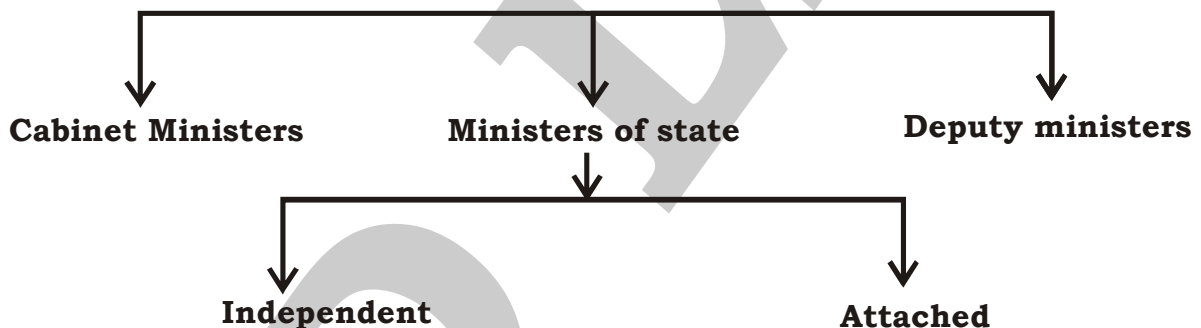 Cabinet Ministers
Ministers of state
Deputy ministers
Independent
Attached